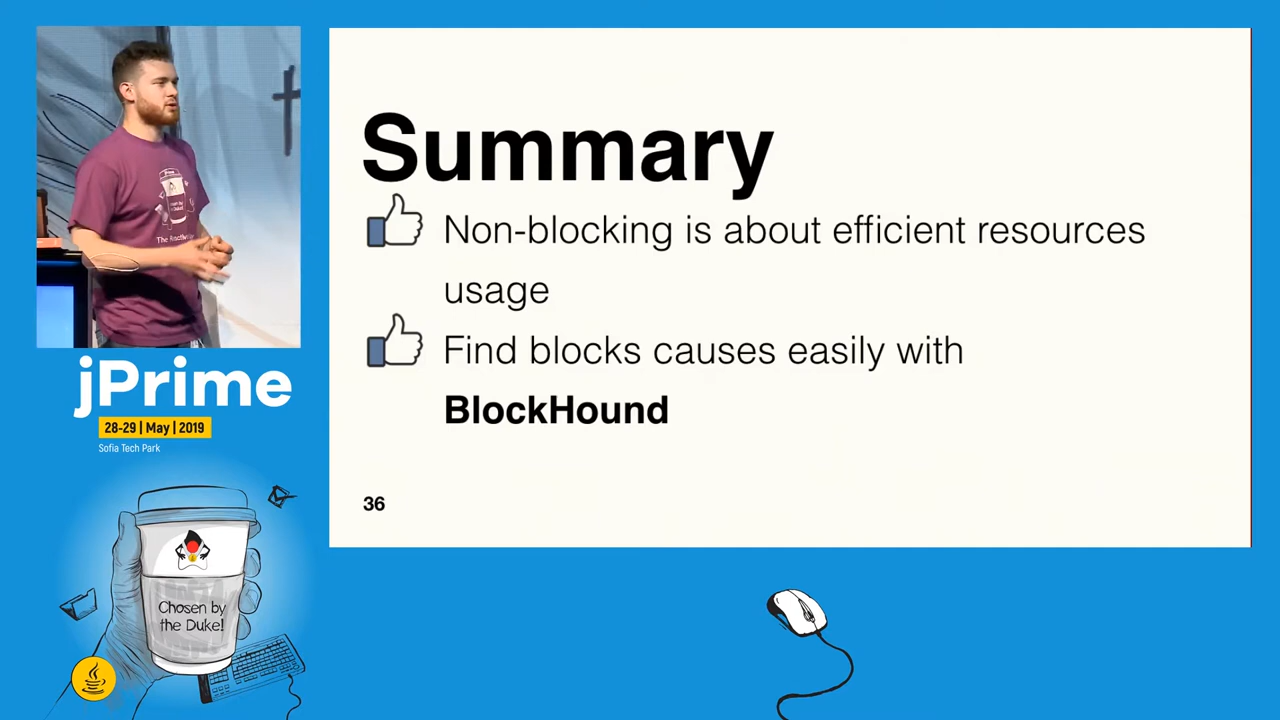 Summary
Non-blocking is about efficient resources
usage
Find blocks causes easily with
BlockHound
36
jPrime
28-29 | May | 2019
Sofia Tech Park
Chosen by
the Duke!